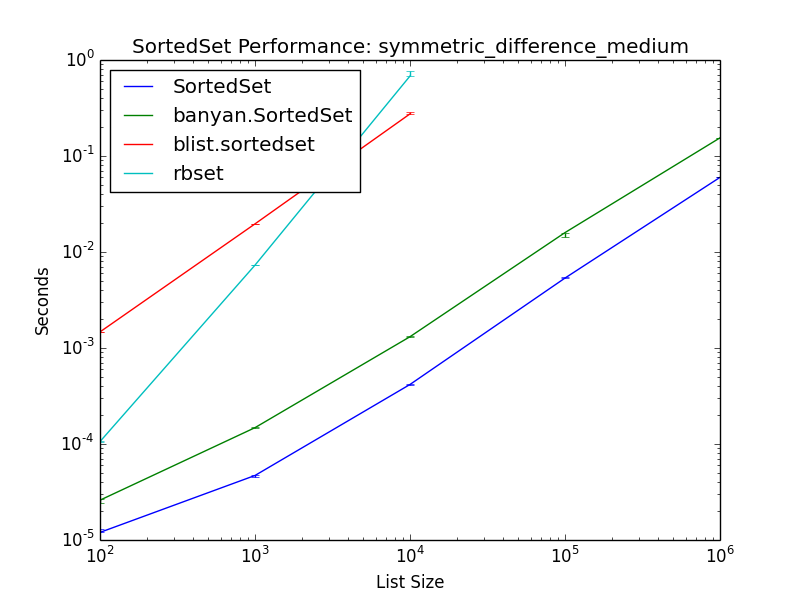 SortedSet Performance: symmetric_difference_medium
SortedSet
banyan.SortedSet
blist.sortedset
rbset
Seconds
10^0
10^-1
10^-2
10^-3
10^-4
10^-5
10^2 10^3 10^4 10^5 10^6
List Size